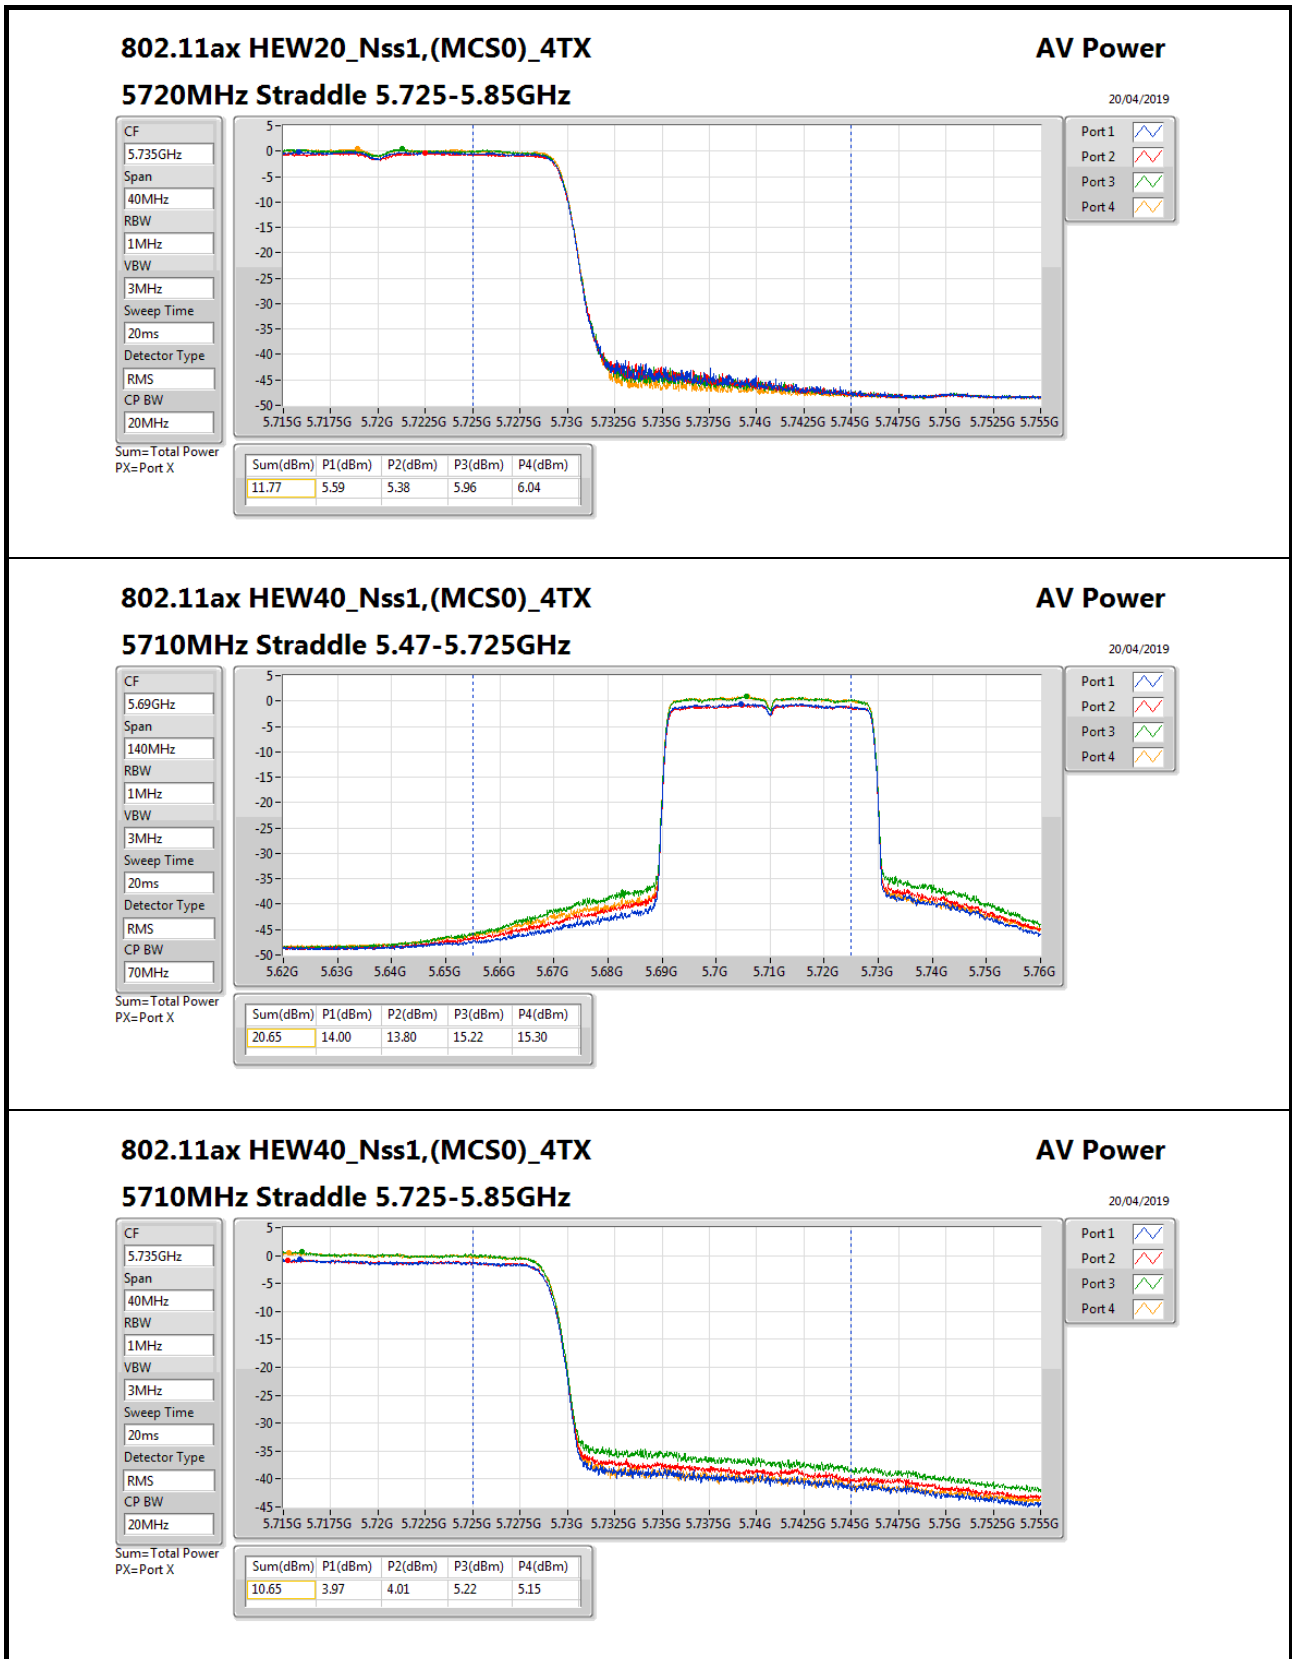 802.11ax HEW20_Nss1,(MCS0)_4TX AV Power
5720MHz Straddle 5.725-5.85GHz 20/04/2019
CF
5.735GHz
Span
40MHz
RBW
1MHz
VBW
3MHz
Sweep Time
20ms
Detector Type
RMS
CP BW
20MHz
Sum=Total Power
PX=Port X
5
0
-5
-10
-15
-20
-25
-30
-35
-40
-45
-50
5.715G 5.7175G 5.72G 5.7225G 5.725G 5.7275G 5.73G 5.7325G 5.735G 5.7375G 5.74G 5.7425G 5.745G 5.7475G 5.75G 5.7525G 5.755G
Port 1
Port 2
Port 3
Port 4
Sum(dBm) P1(dBm) P2(dBm) P3(dBm) P4(dBm)
11.77 5.59 5.38 5.96 6.04
802.11ax HEW40_Nss1,(MCS0)_4TX AV Power
5710MHz Straddle 5.47-5.725GHz 20/04/2019
CF
5.69GHz
Span
140MHz
RBW
1MHz
VBW
3MHz
Sweep Time
20ms
Detector Type
RMS
CP BW
70MHz
Sum=Total Power
PX=Port X
5
0
-5
-10
-15
-20
-25
-30
-35
-40
-45
-50
5.62G 5.63G 5.64G 5.65G 5.66G 5.67G 5.68G 5.69G 5.7G 5.71G 5.72G 5.73G 5.74G 5.75G 5.76G
Port 1
Port 2
Port 3
Port 4
Sum(dBm) P1(dBm) P2(dBm) P3(dBm) P4(dBm)
20.65 14.00 13.80 15.22 15.30
802.11ax HEW40_Nss1,(MCS0)_4TX AV Power
5710MHz Straddle 5.725-5.85GHz 20/04/2019
CF
5.735GHz
Span
40MHz
RBW
1MHz
VBW
3MHz
Sweep Time
20ms
Detector Type
RMS
CP BW
20MHz
Sum=Total Power
PX=Port X
5
0
-5
-10
-15
-20
-25
-30
-35
-40
-45
5.715G 5.7175G 5.72G 5.7225G 5.725G 5.7275G 5.73G 5.7325G 5.735G 5.7375G 5.74G 5.7425G 5.745G 5.7475G 5.75G 5.7525G 5.755G
Port 1
Port 2
Port 3
Port 4
Sum(dBm) P1(dBm) P2(dBm) P3(dBm) P4(dBm)
10.65 3.97 4.01 5.22 5.15